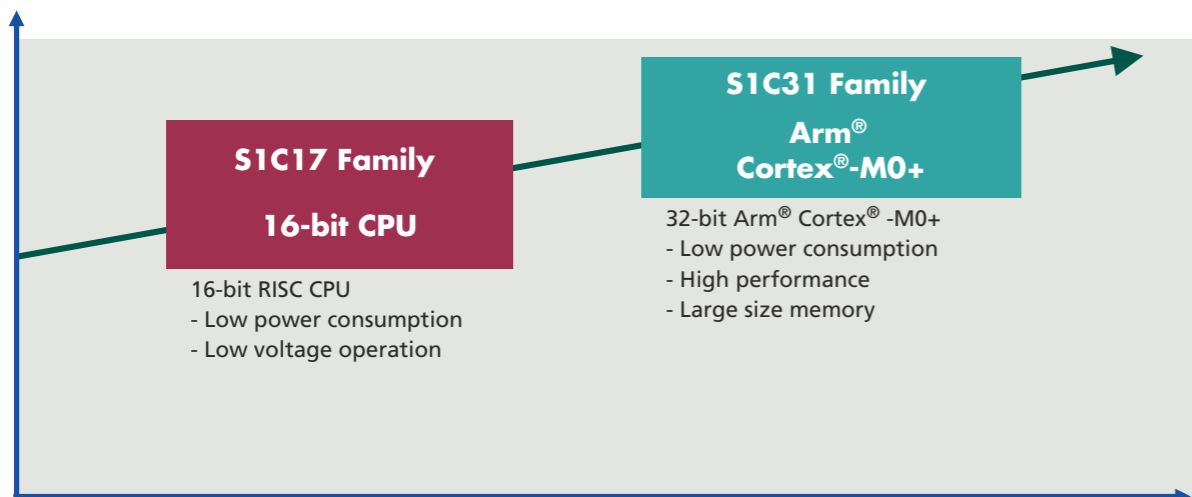 S1C17 Family
16-bit CPU
16-bit RISC CPU
- Low power consumption
- Low voltage operation
S1C31 Family
Arm®
Cortex®-M0+
32-bit Arm® Cortex® -M0+
- Low power consumption
- High performance
- Large size memory